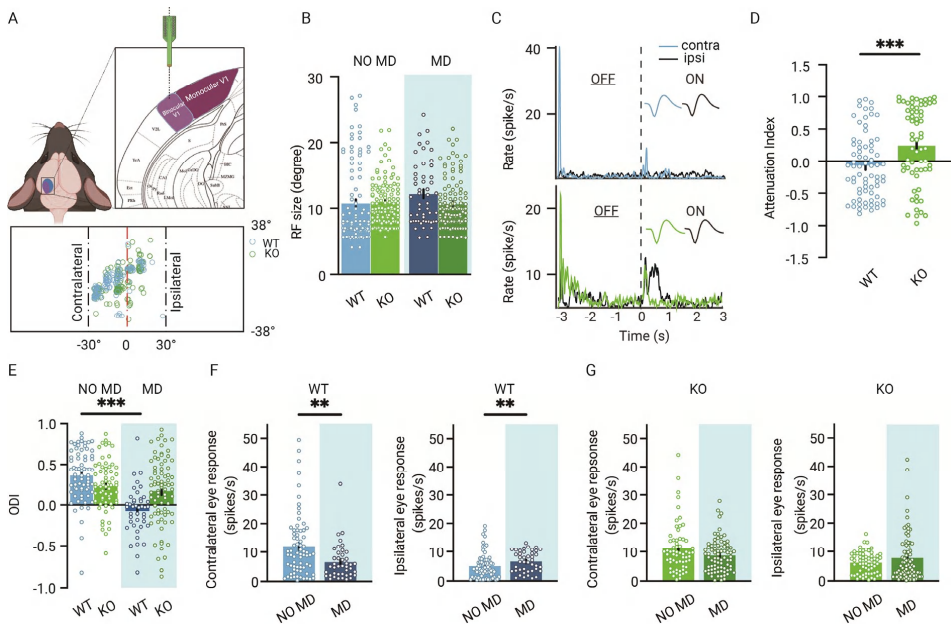 A
Binocular V1
Monocular V1
38°
WT
KO
Contralateral
Ipsilateral
-38°
-30°
0
30°
B
NO MD
MD
30
20
10
0
RF size (degree)
WT
KO
WT
KO
C
contra
ipsi
40
20
OFF
ON
Rate (spike/s)
20
10
OFF
ON
Rate (spike/s)
-3
-2
-1
0
1
2
3
Time (s)
D
***
1.5
1.0
0.5
0.0
-0.5
-1.0
-1.5
Attenuation Index
WT
KO
E
NO MD
MD
***
1.0
0.5
0.0
-0.5
-1.0
ODI
WT
KO
WT
KO
F
WT
**
50
40
30
20
10
0
Contralateral eye response
(spikes/s)
NO MD
MD
WT
**
50
40
30
20
10
0
Ipsilateral eye response
(spikes/s)
NO MD
MD
G
KO
50
40
30
20
10
0
Contralateral eye response
(spikes/s)
NO MD
MD
KO
50
40
30
20
10
0
Ipsilateral eye response
(spikes/s)
NO MD
MD